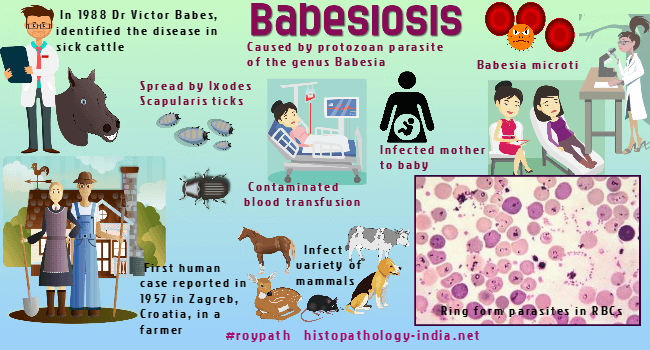 Babesiosis
In 1988 Dr Victor Babes,
identified the disease in
sick cattle
Caused by protozoan parasite
of the genus Babesia
Babesia microti
Spread by Ixodes
Scapularis ticks
Infected mother
to baby
Contaminated
blood transfusion
First human
case reported in
1957 in Zagreb,
Croatia, in a
farmer
Infect
variety of
mammals
Ring form parasites in RBCs
#roypath histopathology-india.net